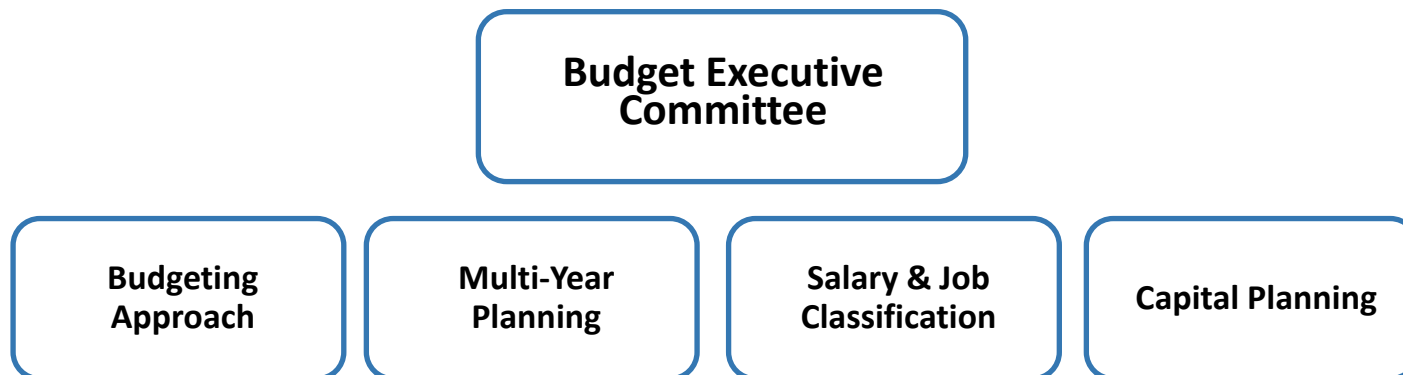 Budget Executive
Committee
Budgeting
Approach
Multi-Year
Planning
Salary & Job
Classification
Capital Planning